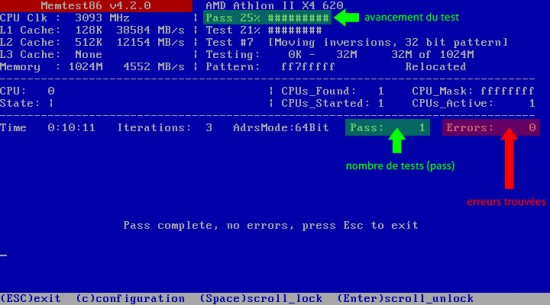 Memtest86 v4.2.0 AMD Athlon II X4 620
CPU Clk : 3093 MHz | Pass 25% ######### avancement du test
L1 Cache: 128K 38584 MB/s | Test 21% ########
L2 Cache: 512K 12154 MB/s | Test #7 [Moving inversions, 32 bit pattern]
L3 Cache: None | Testing: 0K - 32M 32M of 1024M
Memory : 1024M 4552 MB/s | Pattern: ff7fffff Relocated
CPU: 0 | CPUs_Found: 1 CPU_Mask: ffffffff
State: | | CPUs_Started: 1 CPUs_Active: 1
Time 0:10:11 Iterations: 3 AdrsMode:64Bit Pass: 1 Errors: 0
nombre de tests (pass)
erreurs trouvées
Pass complete, no errors, press Esc to exit
(ESC)exit (c)configuration (Space)scroll_lock (Enter)scroll_unlock